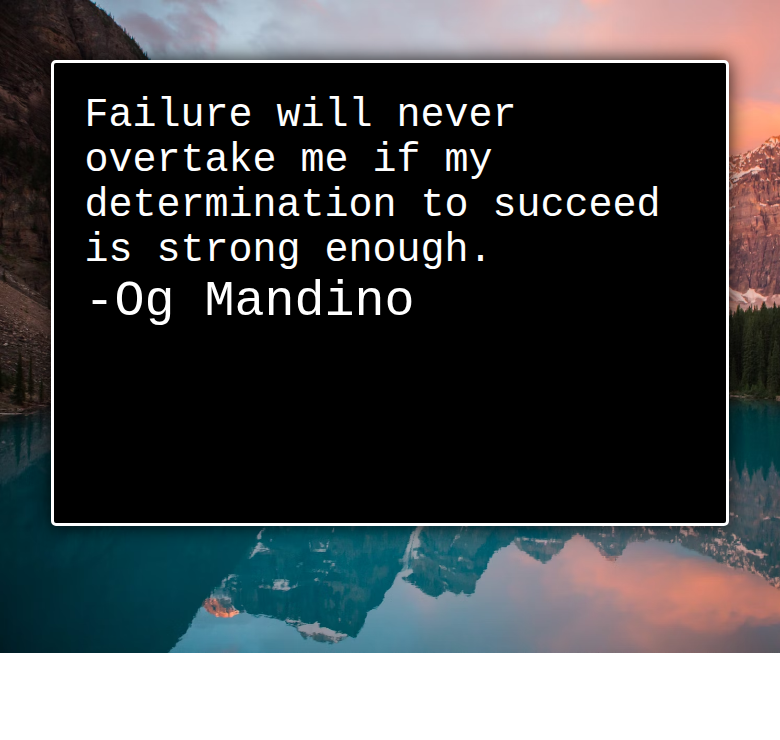 Failure will never
overtake me if my
determination to succeed
is strong enough.
-Og Mandino